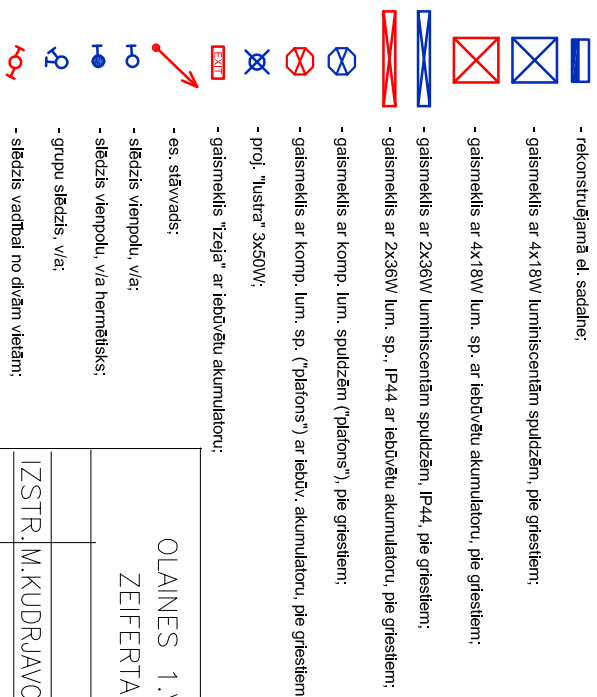 - rekonstruējamā el. sadalne;
- gaismeklis ar 4x18W luminiscentām spuldzēm, pie griestiem;
- gaismeklis ar 4x18W lum. sp. ar iebūvētu akumulatoru, pie griestiem;
- gaismeklis ar 2x36W luminiscentām spuldzēm, IP44, pie griestiem;
- gaismeklis ar 2x36W lum. sp., IP44 ar iebūvētu akumulatoru, pie griestiem;
- gaismeklis ar komp. lum. spuldzēm ("plafons"), pie griestiem;
- gaismeklis ar komp. lum. sp. ("plafons") ar iebūv. akumulatoru, pie griestiem
- proj. "lustra" 3x50W;
EXIT
- gaismeklis "Izeja" ar iebūvētu akumulatoru;
- es. stāvvads;
- slēdzis vienpolu, v/a;
- slēdzis vienpolu, v/a hermētisks;
- grupu slēdzis, v/a;
- slēdzis vadībai no divām vietām;
OLAINES 1.
ZEIFERTA
IZSTR. M.KUDRJAVC